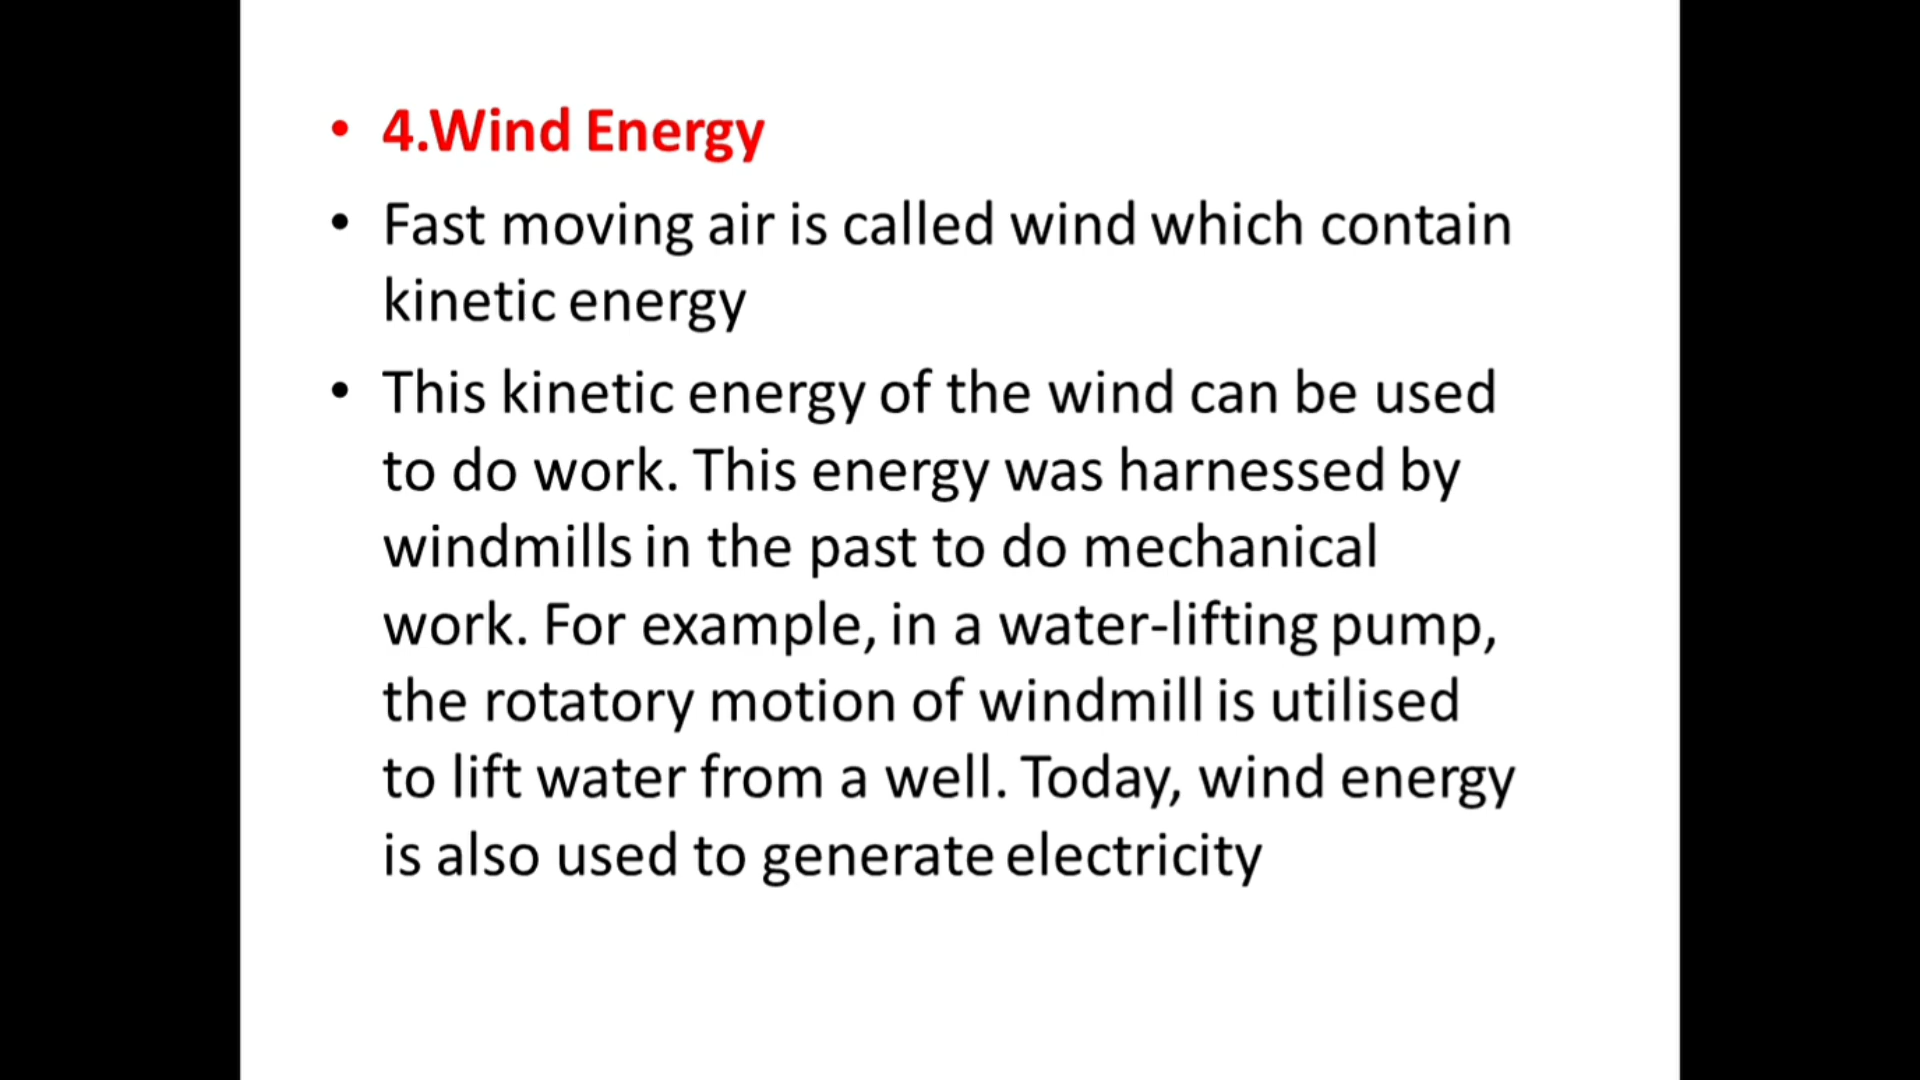 • 4.Wind Energy
• Fast moving air is called wind which contain
kinetic energy
• This kinetic energy of the wind can be used
to do work. This energy was harnessed by
windmills in the past to do mechanical
work. For example, in a water-lifting pump,
the rotatory motion of windmill is utilised
to lift water from a well. Today, wind energy
is also used to generate electricity